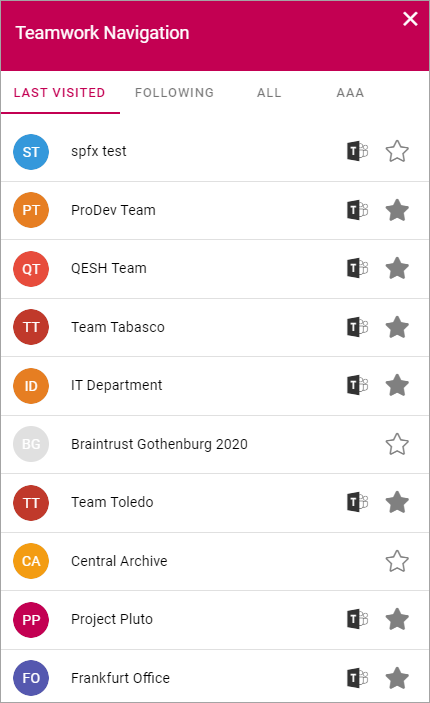 Teamwork Navigation
LAST VISITED FOLLOWING ALL AAA
ST spfx test T
PT ProDev Team T
QT QESH Team T
TT Team Tabasco T
ID IT Department T
BG Braintrust Gothenburg 2020
TT Team Toledo T
CA Central Archive
PP Project Pluto T
FO Frankfurt Office T